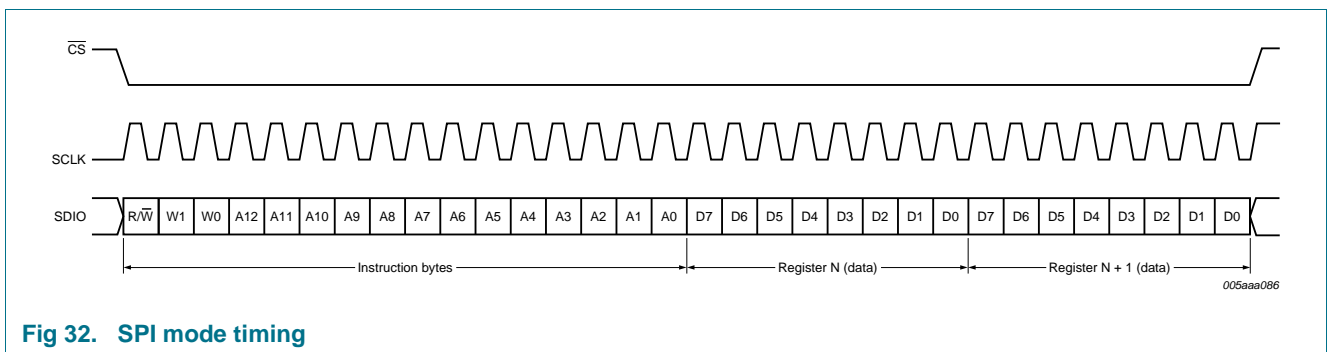 CS
SCLK
SDIO R/W W1 W0 A12 A11 A10 A9 A8 A7 A6 A5 A4 A3 A2 A1 A0 D7 D6 D5 D4 D3 D2 D1 D0 D7 D6 D5 D4 D3 D2 D1 D0
Instruction bytes Register N (data) Register N + 1 (data)
005aaa086
Fig 32. SPI mode timing